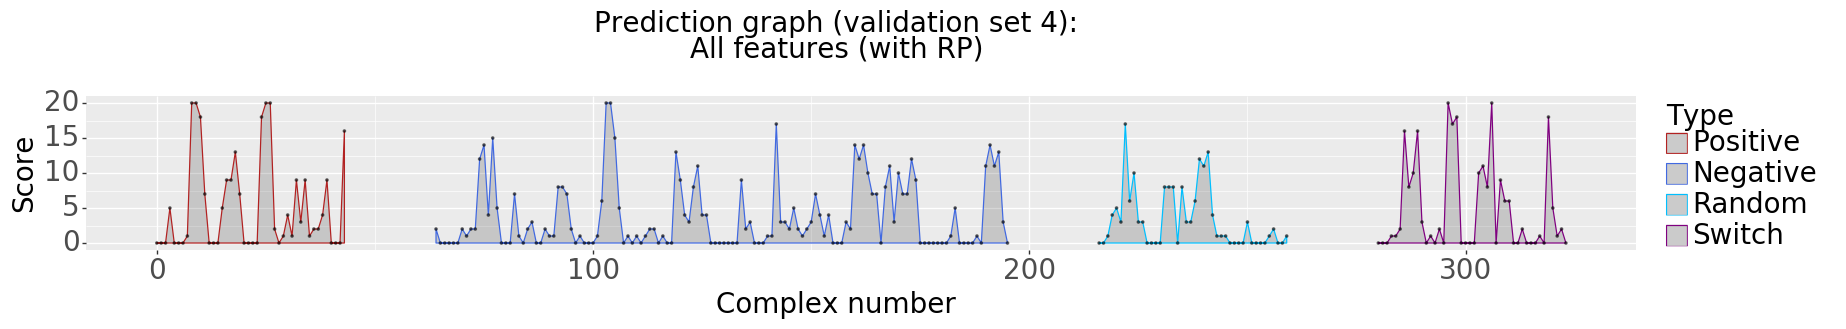 Prediction graph (validation set 4):
All features (with RP)
Score
20
15
10
5
0
0 100 200 300
Complex number
Type
Positive
Negative
Random
Switch